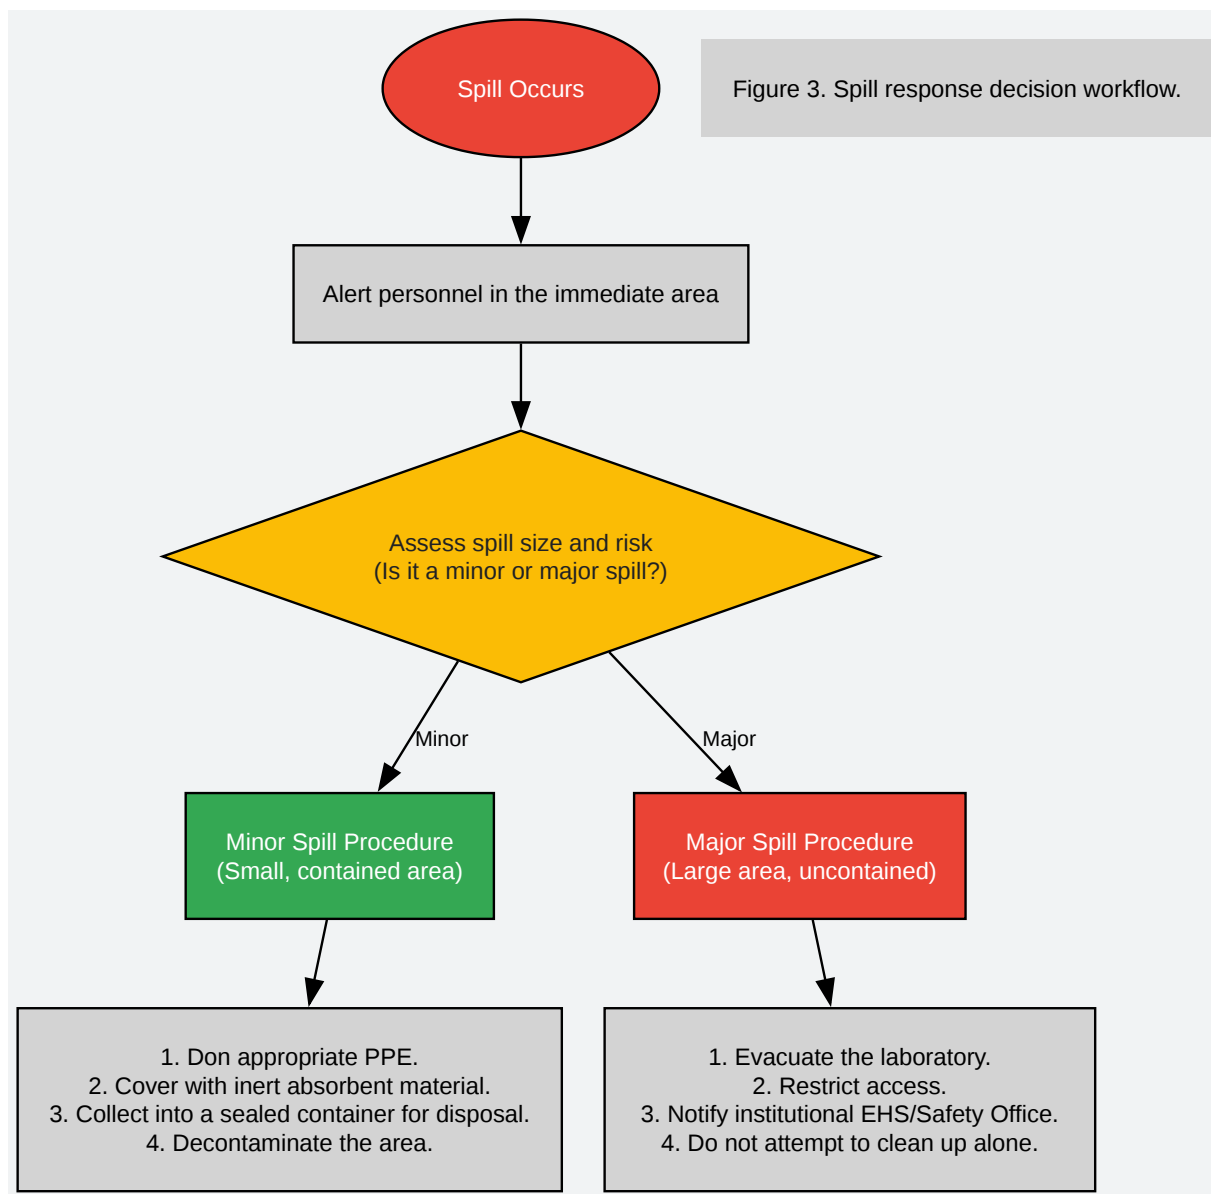 Spill Occurs
Figure 3. Spill response decision workflow.
Alert personnel in the immediate area
Assess spill size and risk
(Is it a minor or major spill?)
Minor
Major
Minor Spill Procedure
(Small, contained area)
Major Spill Procedure
(Large area, uncontained)
1. Don appropriate PPE.
2. Cover with inert absorbent material.
3. Collect into a sealed container for disposal.
4. Decontaminate the area.
1. Evacuate the laboratory.
2. Restrict access.
3. Notify institutional EHS/Safety Office.
4. Do not attempt to clean up alone.